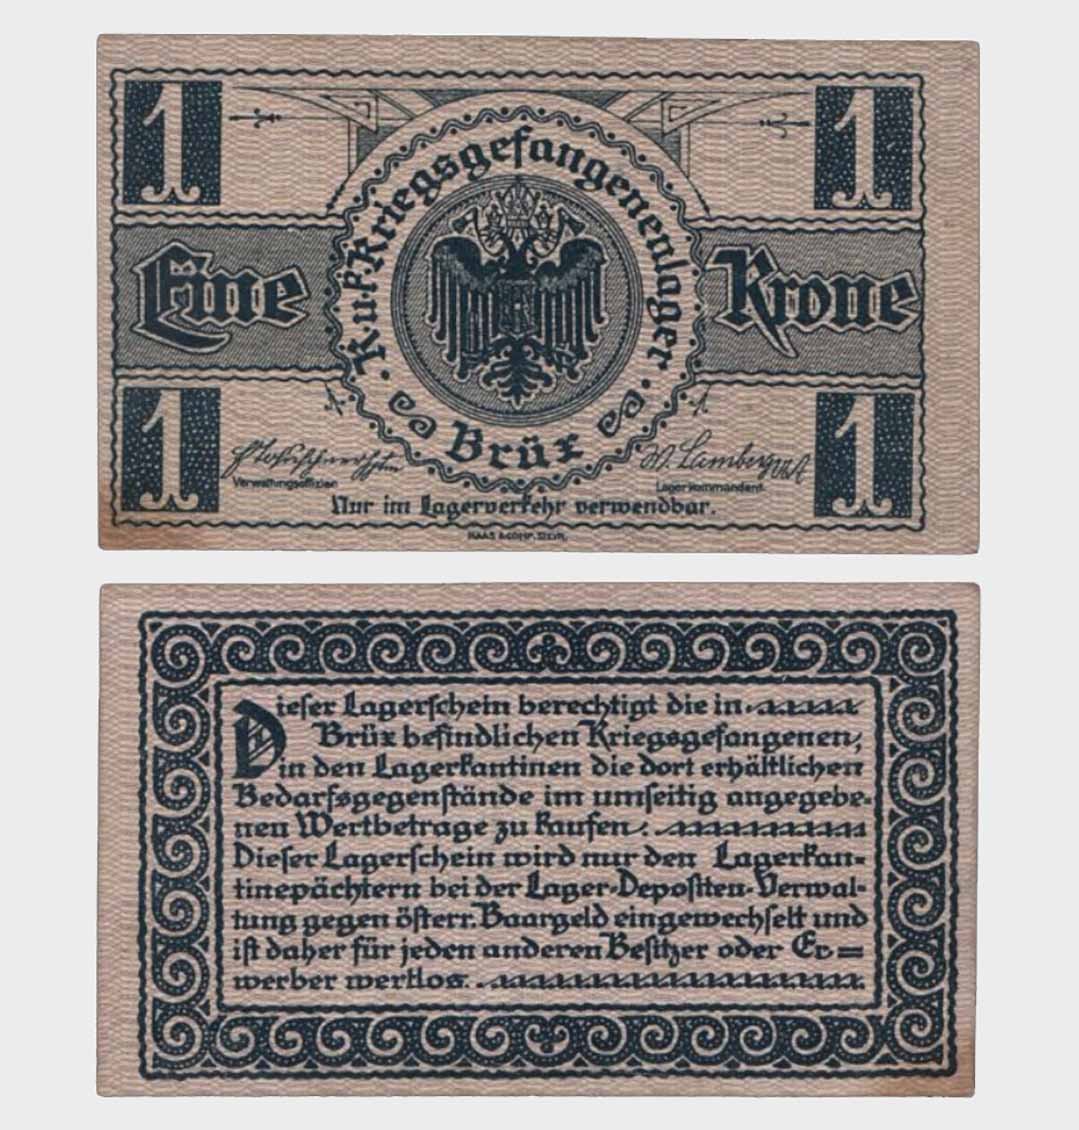 1 1
K.u.k. Kriegsgefangenenlager
Eine Krone
Brüx
1 1
Verwaltungsoffizier
Lagerkommandant
Nur im Lagerverkehr verwendbar.
HAAS & COMP. STEYR.
Dieser Lagerschein berechtigt die in
Brüx befindlichen Kriegsgefangenen,
in den Lagerkantinen die dort erhältlichen
Bedarfsgegenstände im umseitig angegebe-
nen Wertbetrage zu kaufen.
Dieser Lagerschein wird nur den Lagerkan-
tinepächtern bei der Lager-Depositen-Verwal-
tung gegen österr. Baargeld eingewechselt und
ist daher für jeden anderen Besitzer oder Er=
werber wertlos.